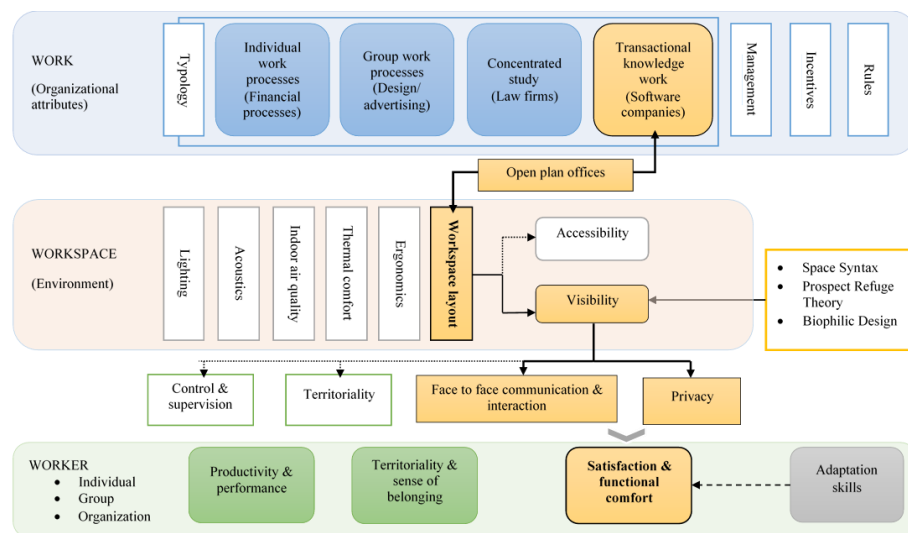 WORK
(Organizational
attributes)
Typology
Individual
work
processes
(Financial
processes)
Group work
processes
(Design/
advertising)
Concentrated
study
(Law firms)
Transactional
knowledge
work
(Software
companies)
Management
Incentives
Rules
Open plan offices
WORKSPACE
(Environment)
Lighting
Acoustics
Indoor air quality
Thermal comfort
Ergonomics
Workspace layout
Accessibility
Visibility
• Space Syntax
• Prospect Refuge
Theory
• Biophilic Design
Control &
supervision
Territoriality
Face to face communication &
interaction
Privacy
WORKER
• Individual
• Group
• Organization
Productivity &
performance
Territoriality &
sense of
belonging
Satisfaction &
functional
comfort
Adaptation
skills